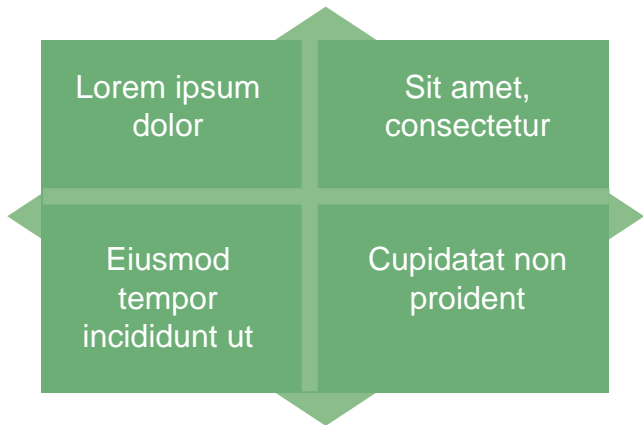 Lorem ipsum
dolor
Sit amet,
consectetur
Eiusmod
tempor
incididunt ut
Cupidatat non
proident